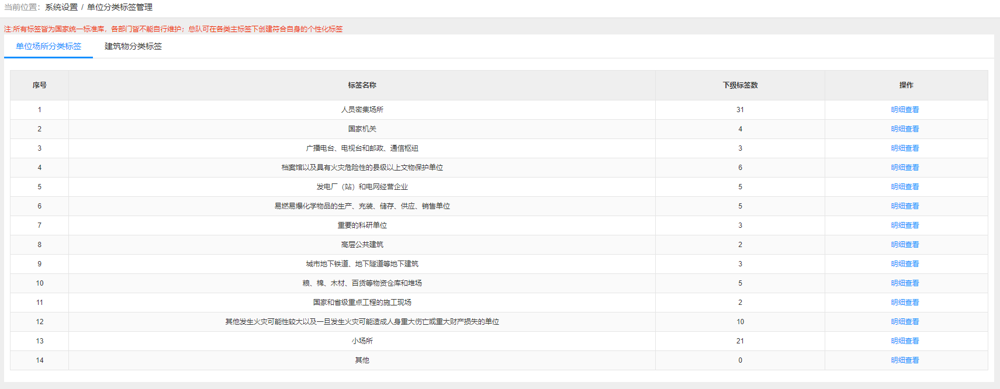 当前位置：系统设置 / 单位分类标签管理
注:所有标签皆为国家统一标准库，各部门皆不能自行维护；总队可在各类主标签下创建符合自身的个性化标签
单位场所分类标签 建筑物分类标签
序号 标签名称 下级标签数 操作
1 人员密集场所 31 明细查看
2 国家机关 4 明细查看
3 广播电台、电视台和邮政、通信枢纽 3 明细查看
4 档案馆以及具有火灾危险性的县级以上文物保护单位 6 明细查看
5 发电厂（站）和电网经营企业 5 明细查看
6 易燃易爆化学物品的生产、充装、储存、供应、销售单位 5 明细查看
7 重要的科研单位 3 明细查看
8 高层公共建筑 2 明细查看
9 城市地下铁道、地下隧道等地下建筑 3 明细查看
10 粮、棉、木材、百货等物资仓库和堆场 5 明细查看
11 国家和省级重点工程的施工现场 2 明细查看
12 其他发生火灾可能性较大以及一旦发生火灾可能造成人身重大伤亡或重大财产损失的单位 10 明细查看
13 小场所 21 明细查看
14 其他 0 明细查看